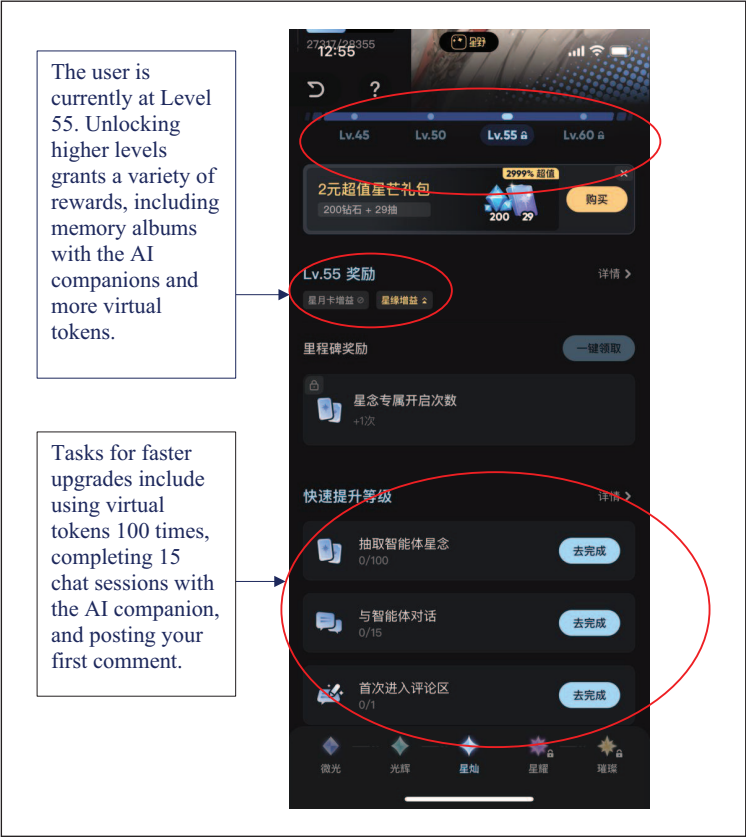 The user is
currently at Level
55. Unlocking
higher levels
grants a variety of
rewards, including
memory albums
with the AI
companions and
more virtual
tokens.
Tasks for faster
upgrades include
using virtual
tokens 100 times,
completing 15
chat sessions with
the AI companion,
and posting your
first comment.
27317/28355
12:55
星野
?
Lv.45 Lv.50 Lv.55 Lv.60
2999% 超值
2元超值星芒礼包
200钻石 + 29抽
200 29
购买
Lv.55 奖励 详情
星月卡增益 星缘增益
里程碑奖励 一键领取
星念专属开启次数
+1次
快速提升等级 详情
抽取智能体星念
0/100
去完成
与智能体对话
0/15
去完成
首次进入评论区
0/1
去完成
微光 光辉 星灿 星耀 璀璨